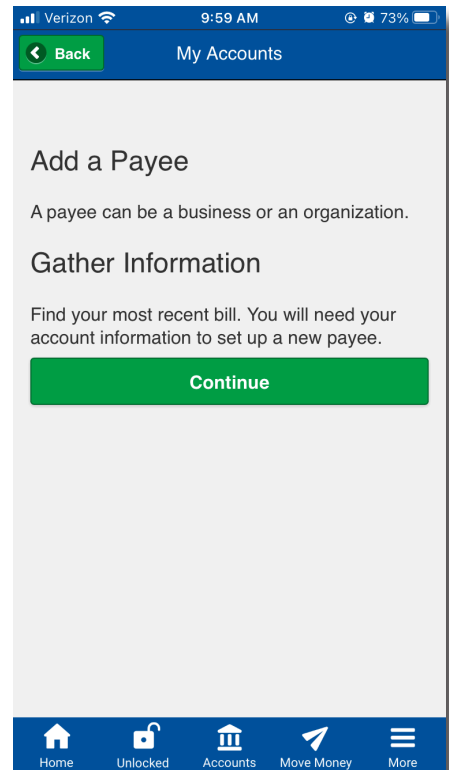 Verizon 9:59 AM 73%
Back My Accounts
Add a Payee
A payee can be a business or an organization.
Gather Information
Find your most recent bill. You will need your
account information to set up a new payee.
Continue
Home Unlocked Accounts Move Money More